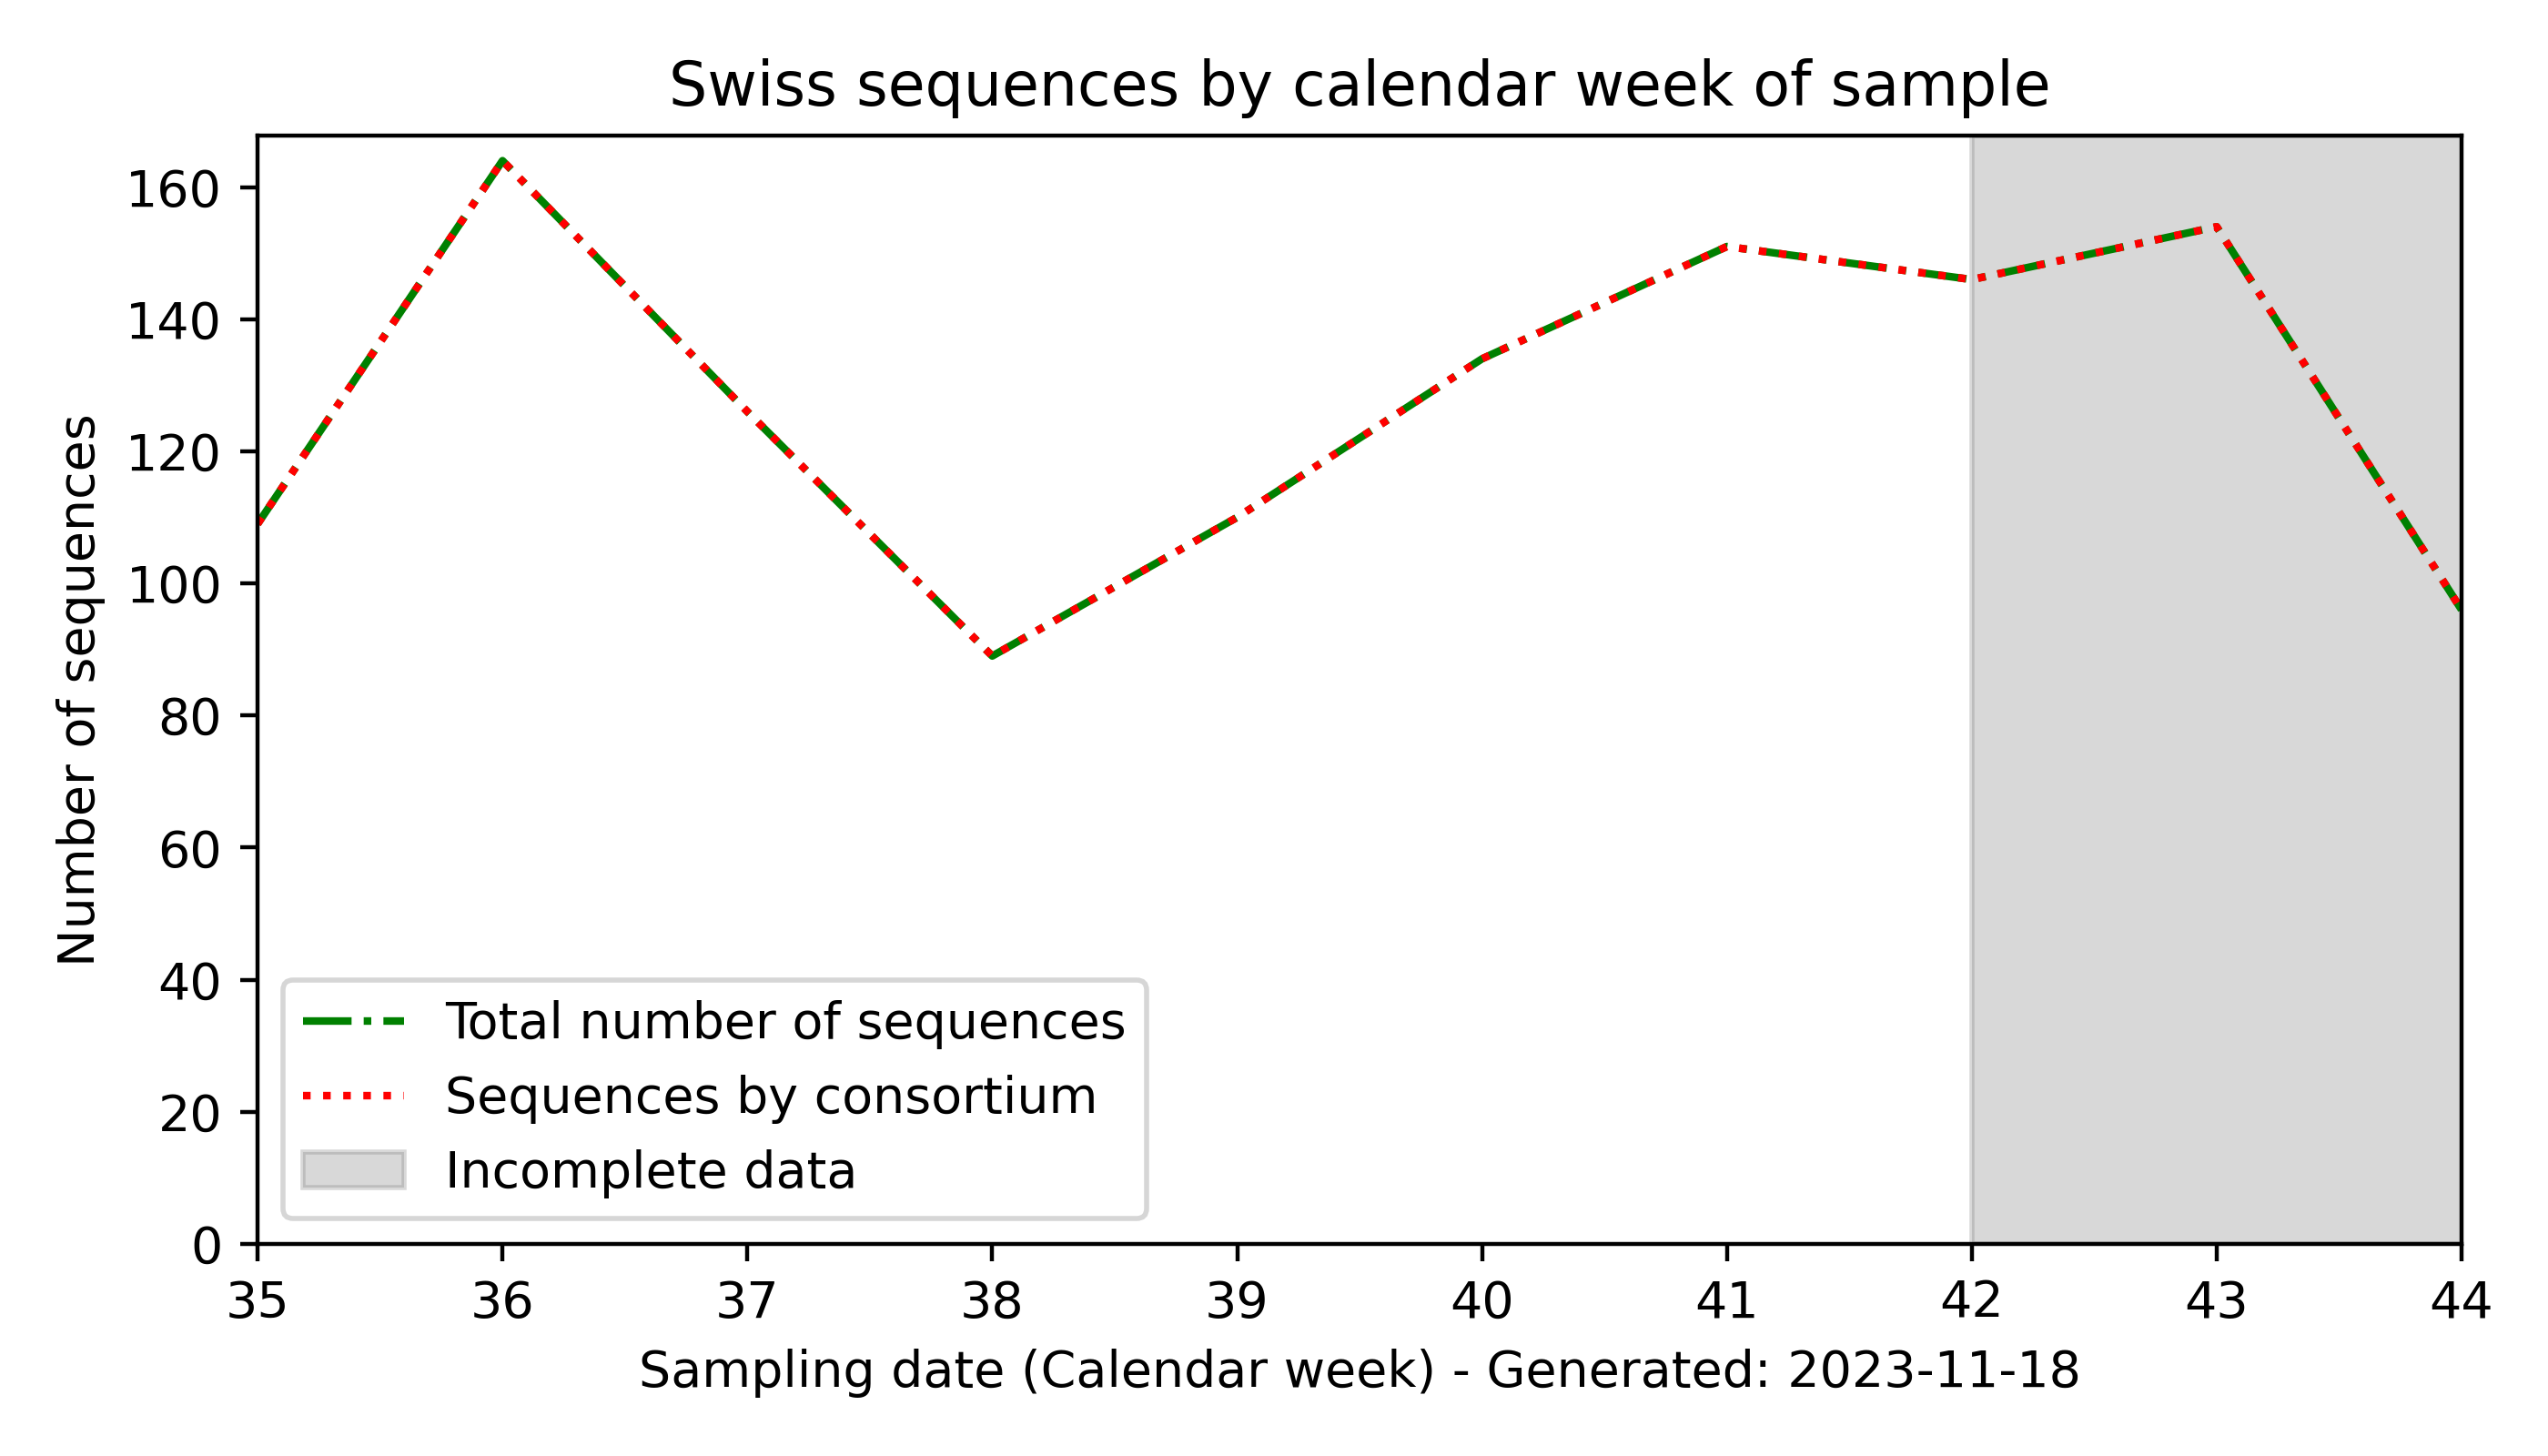 Swiss sequences by calendar week of sample
Number of sequences
160
140
120
100
80
60
40
20
0
Total number of sequences
Sequences by consortium
Incomplete data
35 36 37 38 39 40 41 42 43 44
Sampling date (Calendar week) - Generated: 2023-11-18